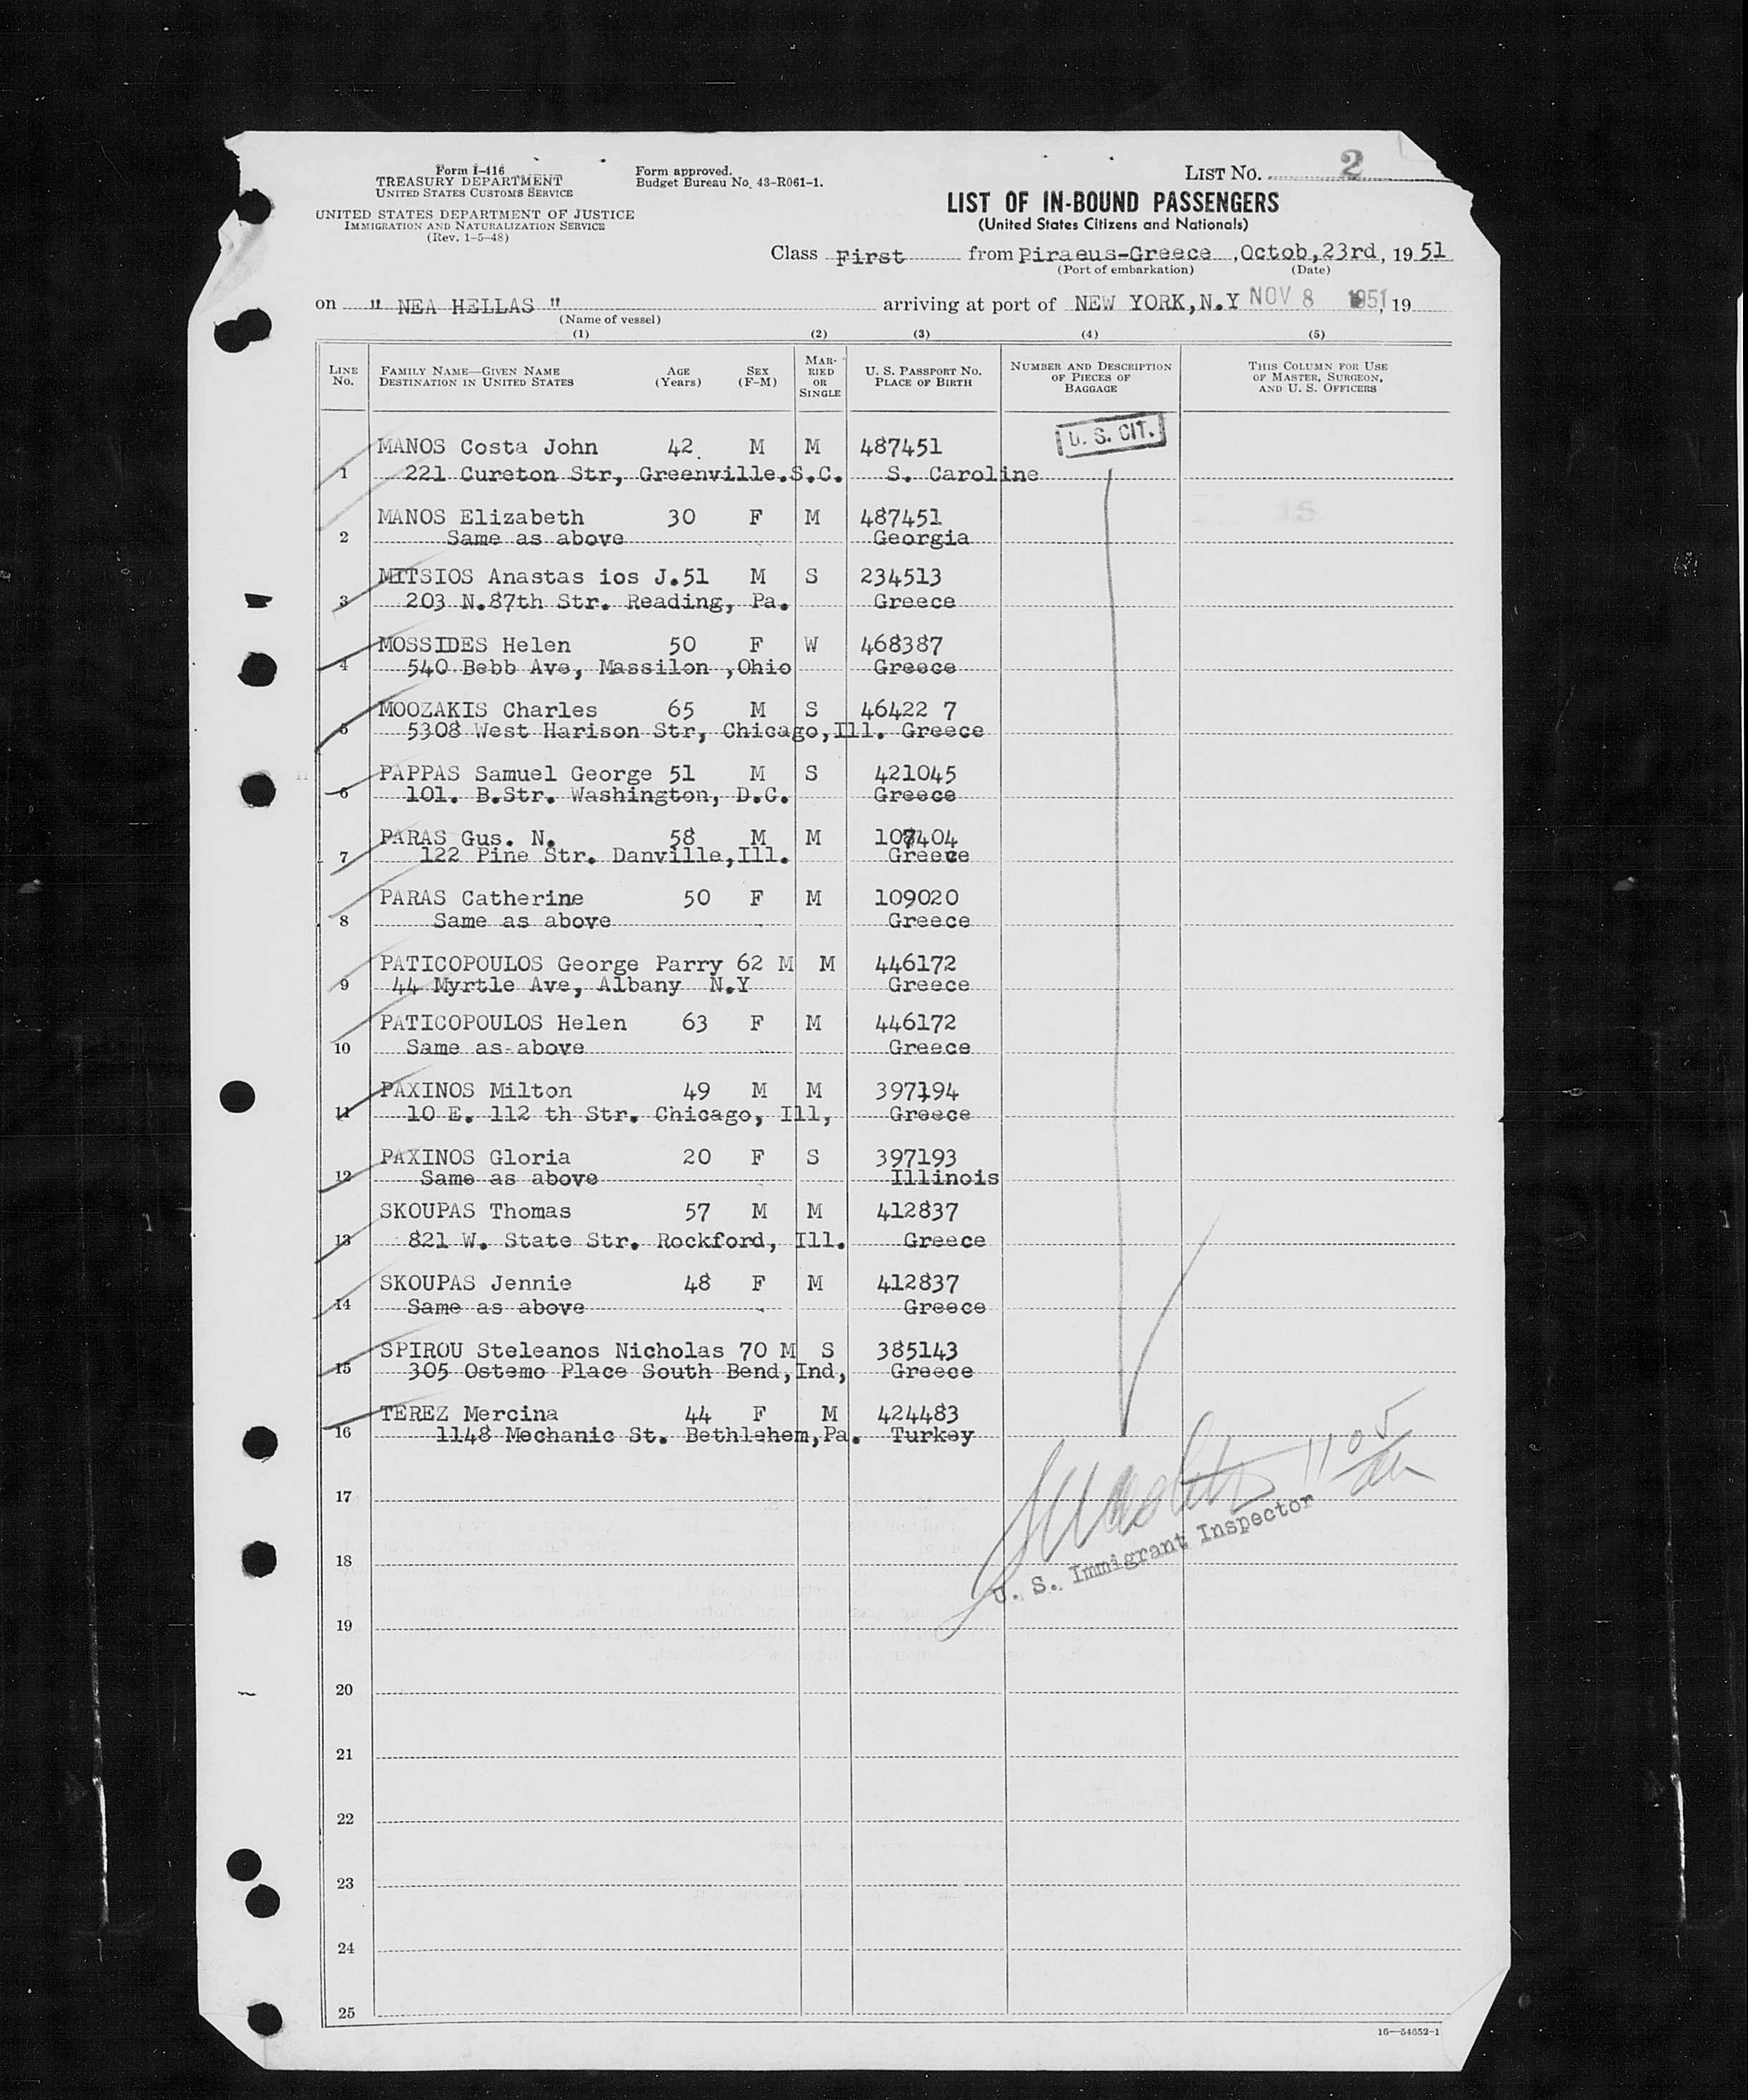 Form I-416
TREASURY DEPARTMENT
UNITED STATES CUSTOMS SERVICE
UNITED STATES DEPARTMENT OF JUSTICE
IMMIGRATION AND NATURALIZATION SERVICE
(Rev. 1-5-48)
Form approved.
Budget Bureau No. 43-R061-1.
LIST No. 2
LIST OF IN-BOUND PASSENGERS
(United States Citizens and Nationals)
Class First from Piraeus-Greece ,Octob,23rd, 19 51
(Port of embarkation) (Date)
on " NEA HELLAS " arriving at port of NEW YORK,N.Y NOV 8 1951, 19
(Name of vessel)
(1) (2) (3) (4) (5)
LINE No. FAMILY NAME—GIVEN NAME DESTINATION IN UNITED STATES AGE (Years) SEX (F-M) MARRIED OR SINGLE U. S. PASSPORT No. PLACE OF BIRTH NUMBER AND DESCRIPTION OF PIECES OF BAGGAGE THIS COLUMN FOR USE OF MASTER, SURGEON, AND U. S. OFFICERS
U. S. CIT.
MANOS Costa John 42 M M 487451
1 221 Cureton Str, Greenville.S.C. S. Caroline
MANOS Elizabeth 30 F M 487451
2 Same as above Georgia
MITSIOS Anastas ios J.51 M S 234513
3 203 N.87th Str. Reading, Pa. Greece
MOSSIDES Helen 50 F W 468387
4 540 Bebb Ave, Massilon ,Ohio Greece
MOOZAKIS Charles 65 M S 46422 7
5 5308 West Harison Str, Chicago,Ill. Greece
PAPPAS Samuel George 51 M S 421045
6 101. B.Str. Washington, D.C. Greece
PARAS Gus. N. 58 M M 107404
7 122 Pine Str. Danville,Ill. Greece
PARAS Catherine 50 F M 109020
8 Same as above Greece
PATICOPOULOS George Parry 62 M M 446172
9 44 Myrtle Ave, Albany N.Y Greece
PATICOPOULOS Helen 63 F M 446172
10 Same as above Greece
PAXINOS Milton 49 M M 397194
11 10 E. 112 th Str. Chicago, Ill, Greece
PAXINOS Gloria 20 F S 397193
12 Same as above Illinois
SKOUPAS Thomas 57 M M 412837
13 821 W. State Str. Rockford, Ill. Greece
SKOUPAS Jennie 48 F M 412837
14 Same as above Greece
SPIROU Steleanos Nicholas 70 M S 385143
15 305 Ostemo Place South Bend,Ind, Greece
TEREZ Mercina 44 F M 424483
16 1148 Mechanic St. Bethlehem,Pa. Turkey
17
U. S. Immigrant Inspector
18
19
20
21
22
23
24
25
16—54652-1